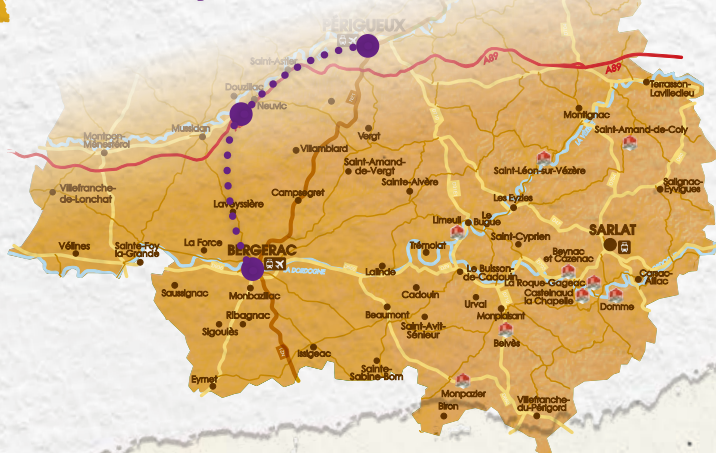 PÉRIGUEUX
Saint-Astier
A89
A89
Terrasson-
Lavilledieu
Douzillac
Neuvic
Montignac
Mussidan
Montpon-
Ménestérol
Vergt
Saint-Amand-de-Coly
Villamblard
Saint-Amand-
de-Vergt
Saint-Léon-sur-Vézère
Villefranche-
de-Lonchat
Sainte-Alvère
Salignac-
Eyvigues
Campsegret
Les Eyzies
Laveyssière
Limeuil
Le
Bugue
SARLAT
Vélines
Sainte-Foy
la-Grande
La Force
BERGERAC
Trémolat
Saint-Cyprien
Beynac
et Cazenac
LA DORDOGNE
Lalinde
Le Buisson-
de-Cadouin
La Roque-Gageac
Carsac-
Aillac
Saussignac
Monbazillac
Cadouin
Urval
Castelnaud
la Chapelle
Domme
Ribagnac
Beaumont
Monplaisant
Sigoulès
Saint-Avit-
Sénieur
Belvès
Issigeac
Eymet
Sainte-
Sabine-Born
Monpazier
Biron
Villefranche-
du-Périgord